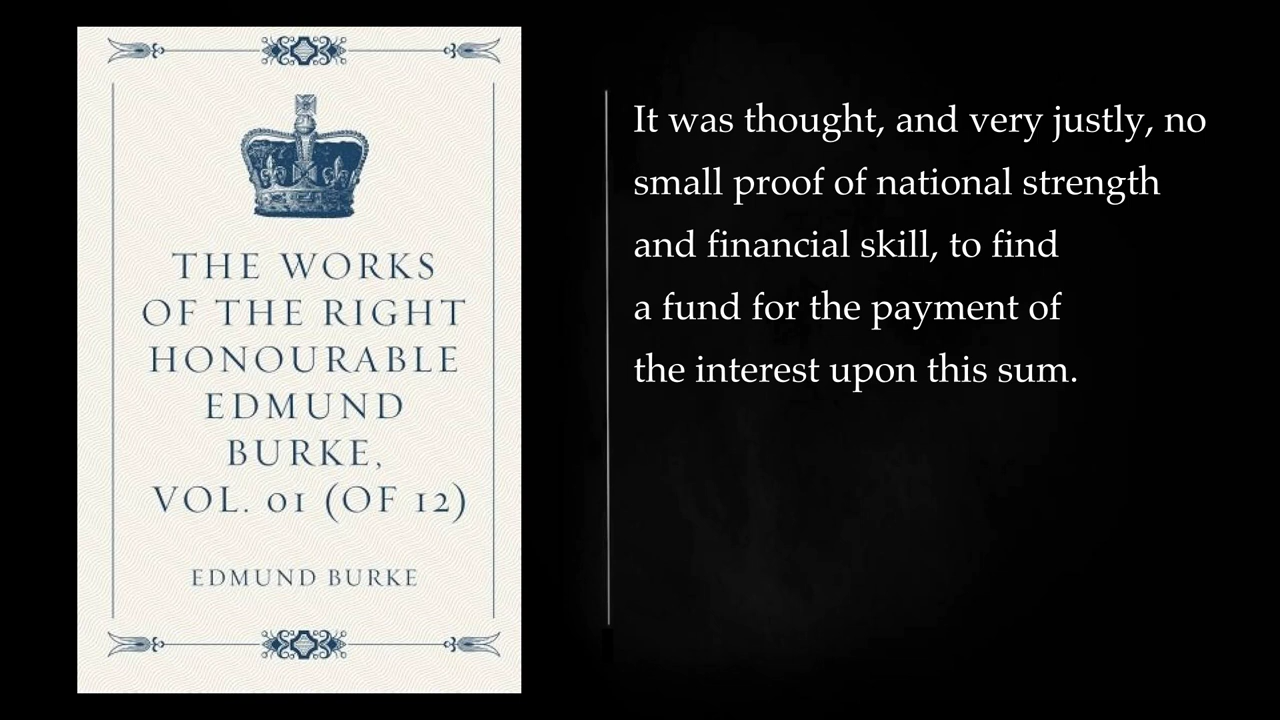 THE WORKS
OF THE RIGHT
HONOURABLE
EDMUND
BURKE,
VOL. 01 (OF 12)
EDMUND BURKE
It was thought, and very justly, no
small proof of national strength
and financial skill, to find
a fund for the payment of
the interest upon this sum.